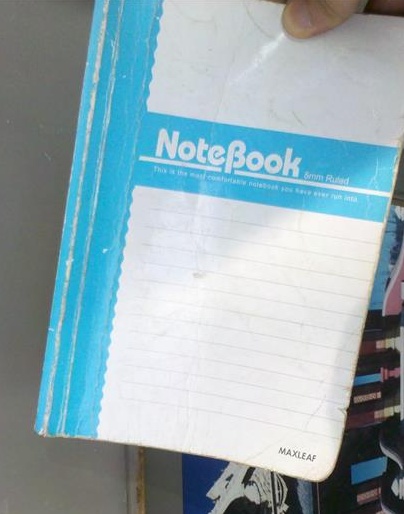 NoteBook 8mm Ruled
This is the most comfortable notebook you have ever run into.
MAXLEAF